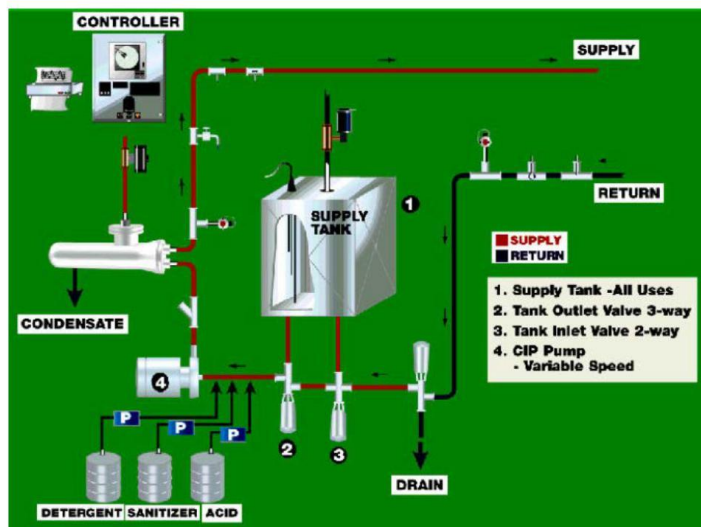 CONTROLLER
SUPPLY
SUPPLY
TANK
1
RETURN
SUPPLY
RETURN
1. Supply Tank -All Uses
2. Tank Outlet Valve 3-way
3. Tank Inlet Valve 2-way
4. CIP Pump
- Variable Speed
CONDENSATE
4
P
P
P
2
3
DRAIN
DETERGENT
SANITIZER
ACID